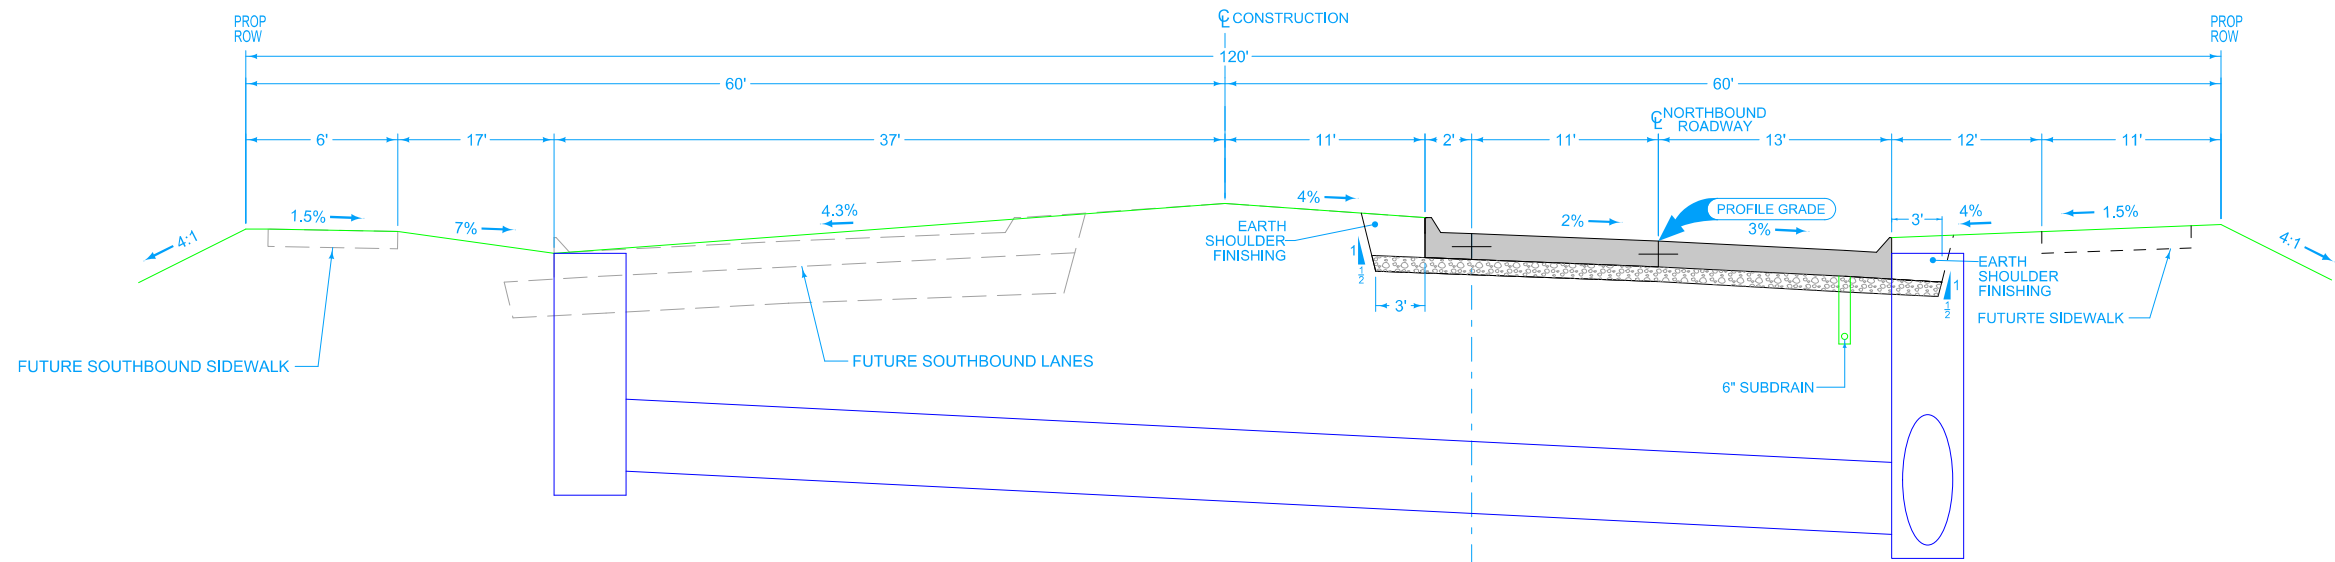 PROP
ROW
℄ CONSTRUCTION
PROP
ROW
120'
60'
60'
℄ NORTHBOUND
ROADWAY
6'
17'
37'
11'
2'
11'
13'
12'
11'
4:1
1.5%
7%
4.3%
4%
EARTH
SHOULDER
FINISHING
1
1/2
2%
PROFILE GRADE
3%
3'
4%
1.5%
4:1
EARTH
SHOULDER
FINISHING
1
1/2
3'
FUTURTE SIDEWALK
FUTURE SOUTHBOUND SIDEWALK
FUTURE SOUTHBOUND LANES
6" SUBDRAIN